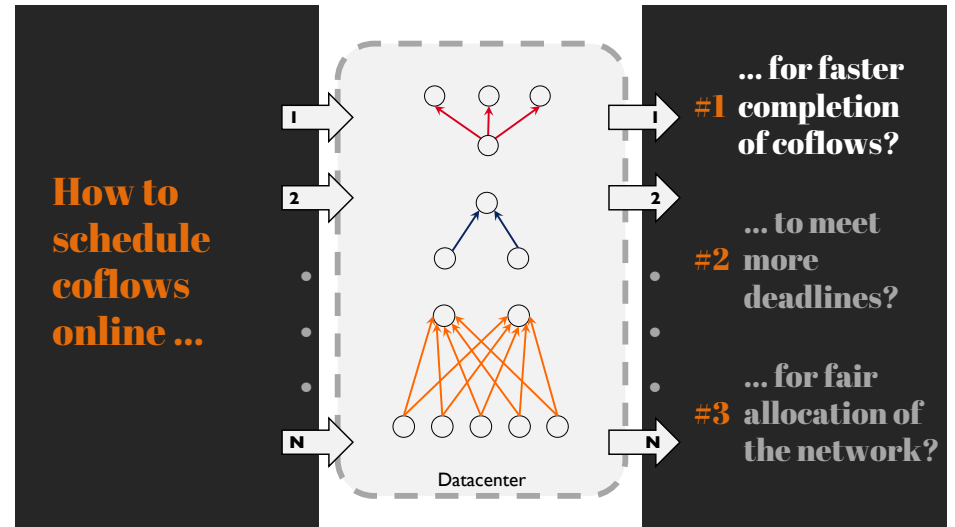 How to
schedule
coflows
online ...
1
2
N
Datacenter
1
2
N
#1 ... for faster
completion
of coflows?
#2 ... to meet
more
deadlines?
#3 ... for fair
allocation of
the network?